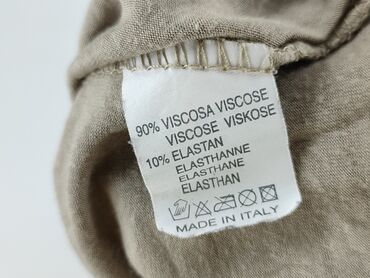 90% VISCOSA VISCOSE
VISCOSE VISKOSE
10% ELASTAN
ELASTHANNE
ELASTHANE
ELASTHAN
MADE IN ITALY